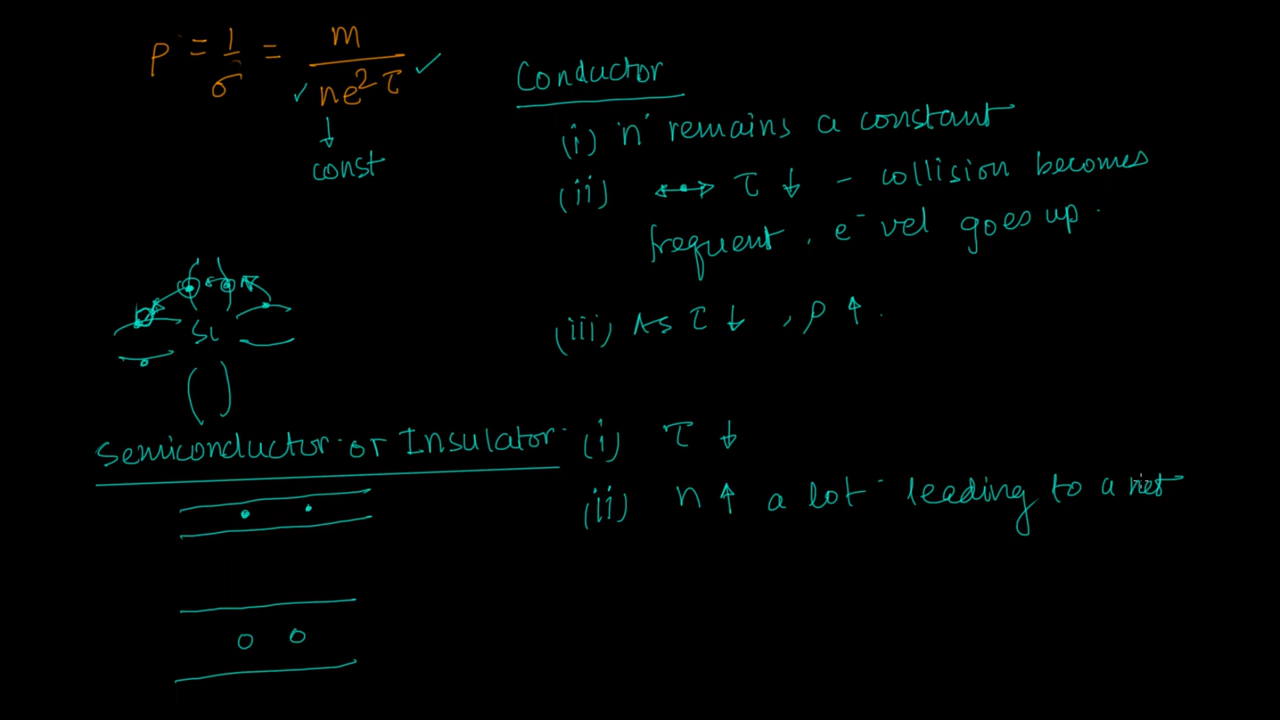 ρ = 1/σ = m/ne²τ ✓
✓
↓
const
Conductor
(i) 'n' remains a constant
(ii) ↔ τ ↓ - collision becomes
frequent, e⁻ vel goes up.
(iii) As τ ↓, ρ ↑.
Si
( )
Semiconductor or Insulator
(i) τ ↓
(ii) n ↑ a lot leading to a net